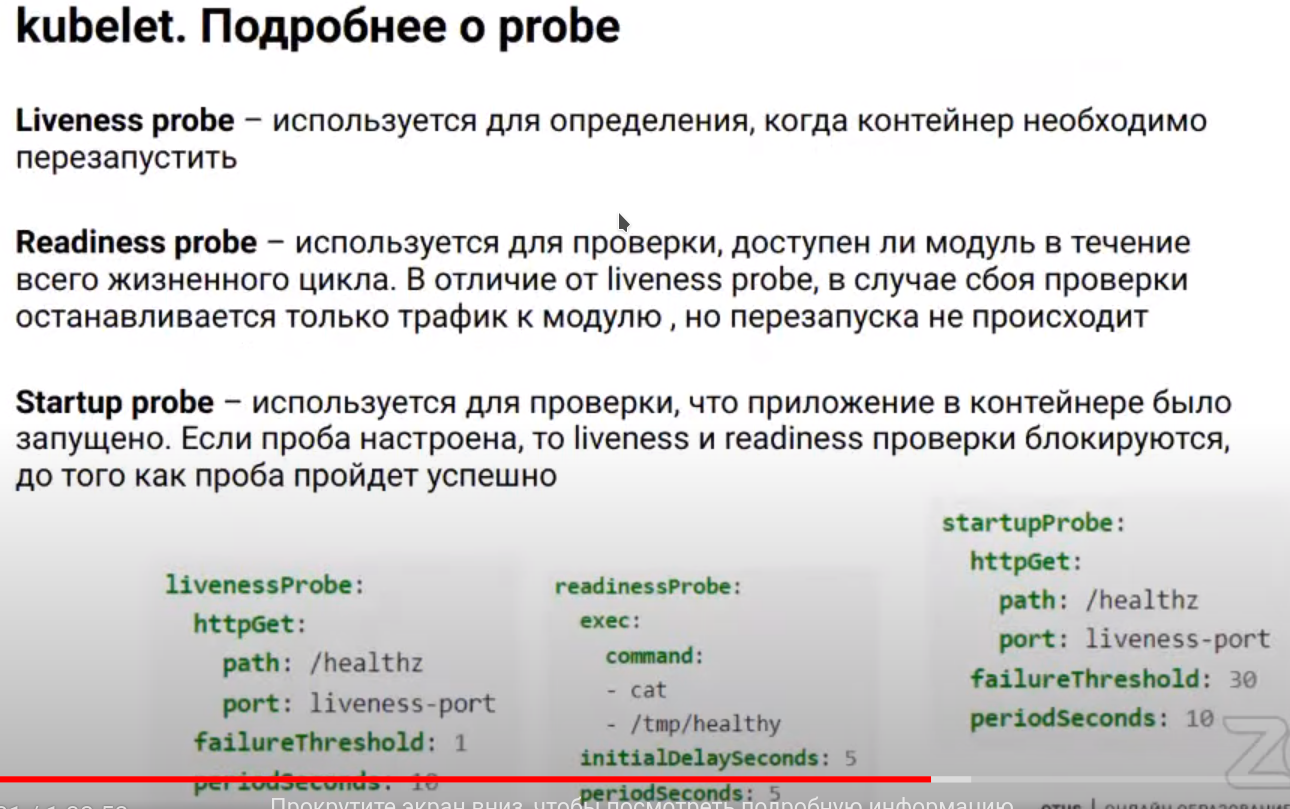 kubelet. Подробнее о probe
Liveness probe – используется для определения, когда контейнер необходимо
перезапустить
Readiness probe – используется для проверки, доступен ли модуль в течение
всего жизненного цикла. В отличие от liveness probe, в случае сбоя проверки
останавливается только трафик к модулю , но перезапуска не происходит
Startup probe – используется для проверки, что приложение в контейнере было
запущено. Если проба настроена, то liveness и readiness проверки блокируются,
до того как проба пройдет успешно
livenessProbe:
httpGet:
path: /healthz
port: liveness-port
failureThreshold: 1
periodSeconds: 10
readinessProbe:
exec:
command:
- cat
- /tmp/healthy
initialDelaySeconds: 5
periodSeconds: 5
startupProbe:
httpGet:
path: /healthz
port: liveness-port
failureThreshold: 30
periodSeconds: 10
Прокрутите экран вниз, чтобы посмотреть подробную информацию